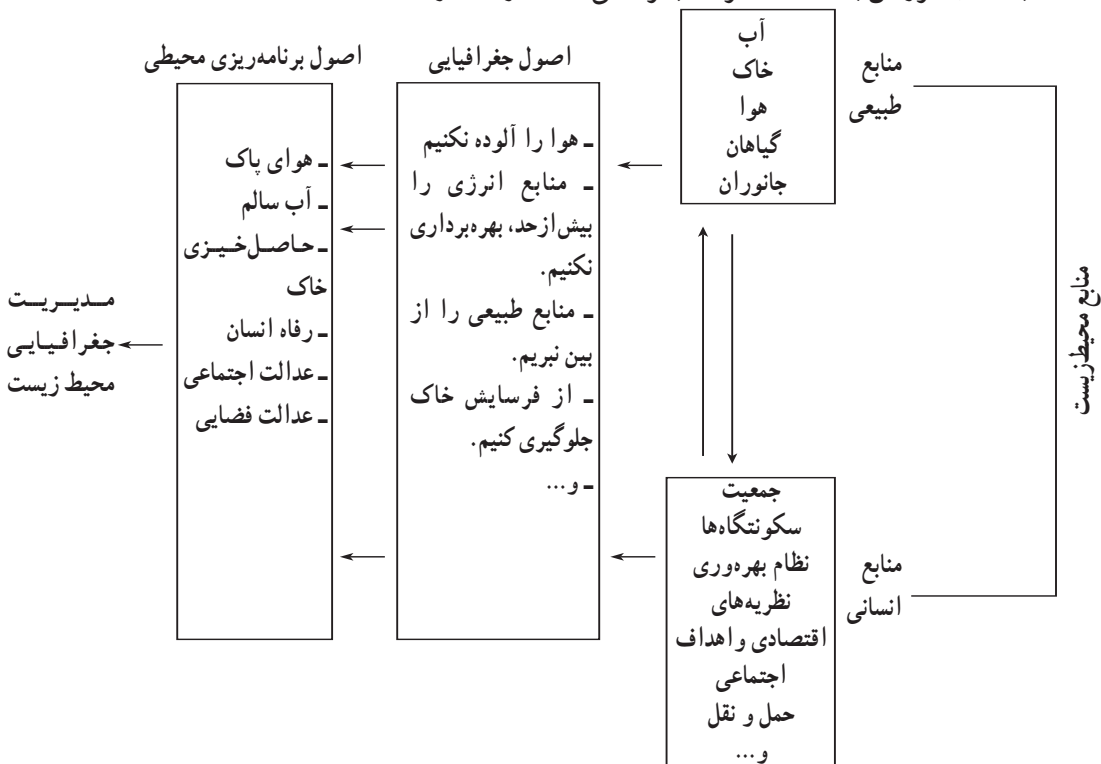 منابع محیط‌زیست
منابع
طبیعی
آب
خاک
هوا
گیاهان
جانوران
منابع
انسانی
جمعیت
سکونتگاه‌ها
نظام بهره‌وری
نظریه‌های
اقتصادی و اهداف
اجتماعی
حمل و نقل
و...
اصول جغرافیایی
ـ هوا را آلوده نکنیم
ـ منابع انرژی را
بیش‌ازحد، بهره‌برداری
نکنیم.
ـ منابع طبیعی را از
بین نبریم.
ـ از فرسایش خاک
جلوگیری کنیم.
ـ و...
اصول برنامه‌ریزی محیطی
ـ هوای پاک
ـ آب سالم
ـ حاصل‌خیزی
خاک
ـ رفاه انسان
ـ عدالت اجتماعی
ـ عدالت فضایی
مدیریت
جغرافیایی
محیط زیست